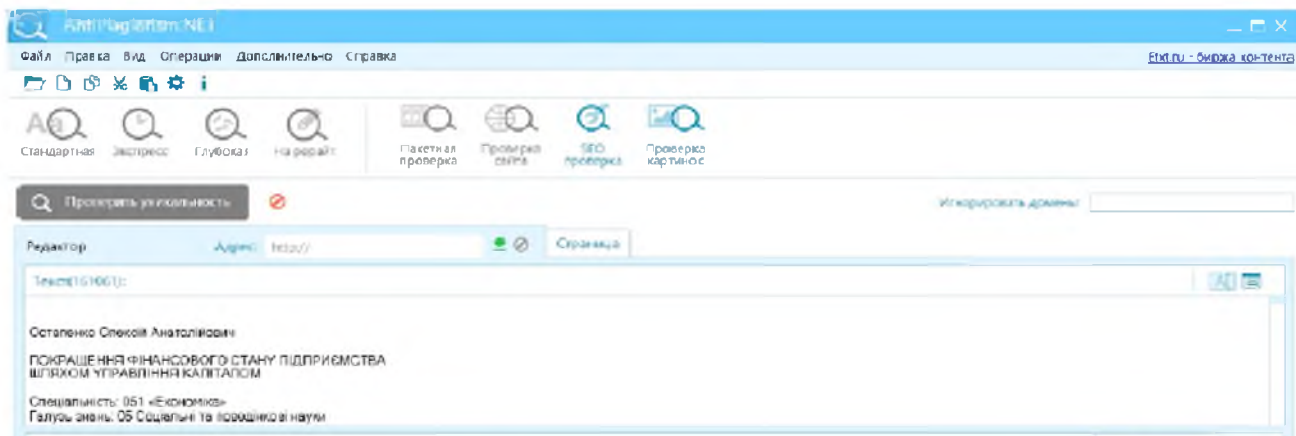 AntiPlagiarism.NET
Файл Правка Вид Операции Дополнительно Справка
Etxt.ru - биржа контента
Стандартная Экспресс Глубокая На рерайт Пакетная проверка Проверка сайта SEO проверка Проверка картинок
Проверить уникальность
Игнорировать домены:
Редактор Адрес: http:// Страница
Остапенко Олексій Анатолійович
ПОКРАЩЕННЯ ФІНАНСОВОГО СТАНУ ПІДПРИЄМСТВА
ШЛЯХОМ УПРАВЛІННЯ КАПІТАЛОМ
Спеціальність: 051 «Економіка»
Галузь знань: 05 Соціальні та поведінкові науки